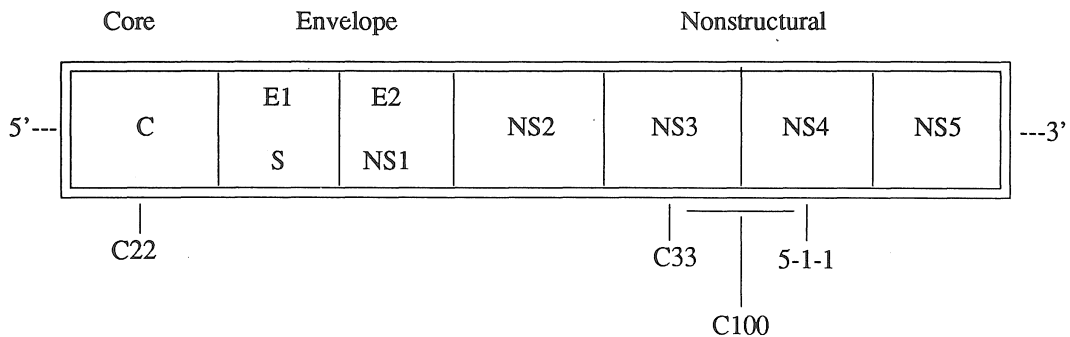 Core Envelope Nonstructural
E1 E2
5'--- C NS2 NS3 NS4 NS5 ---3'
S NS1
C22 C33 5-1-1
C100